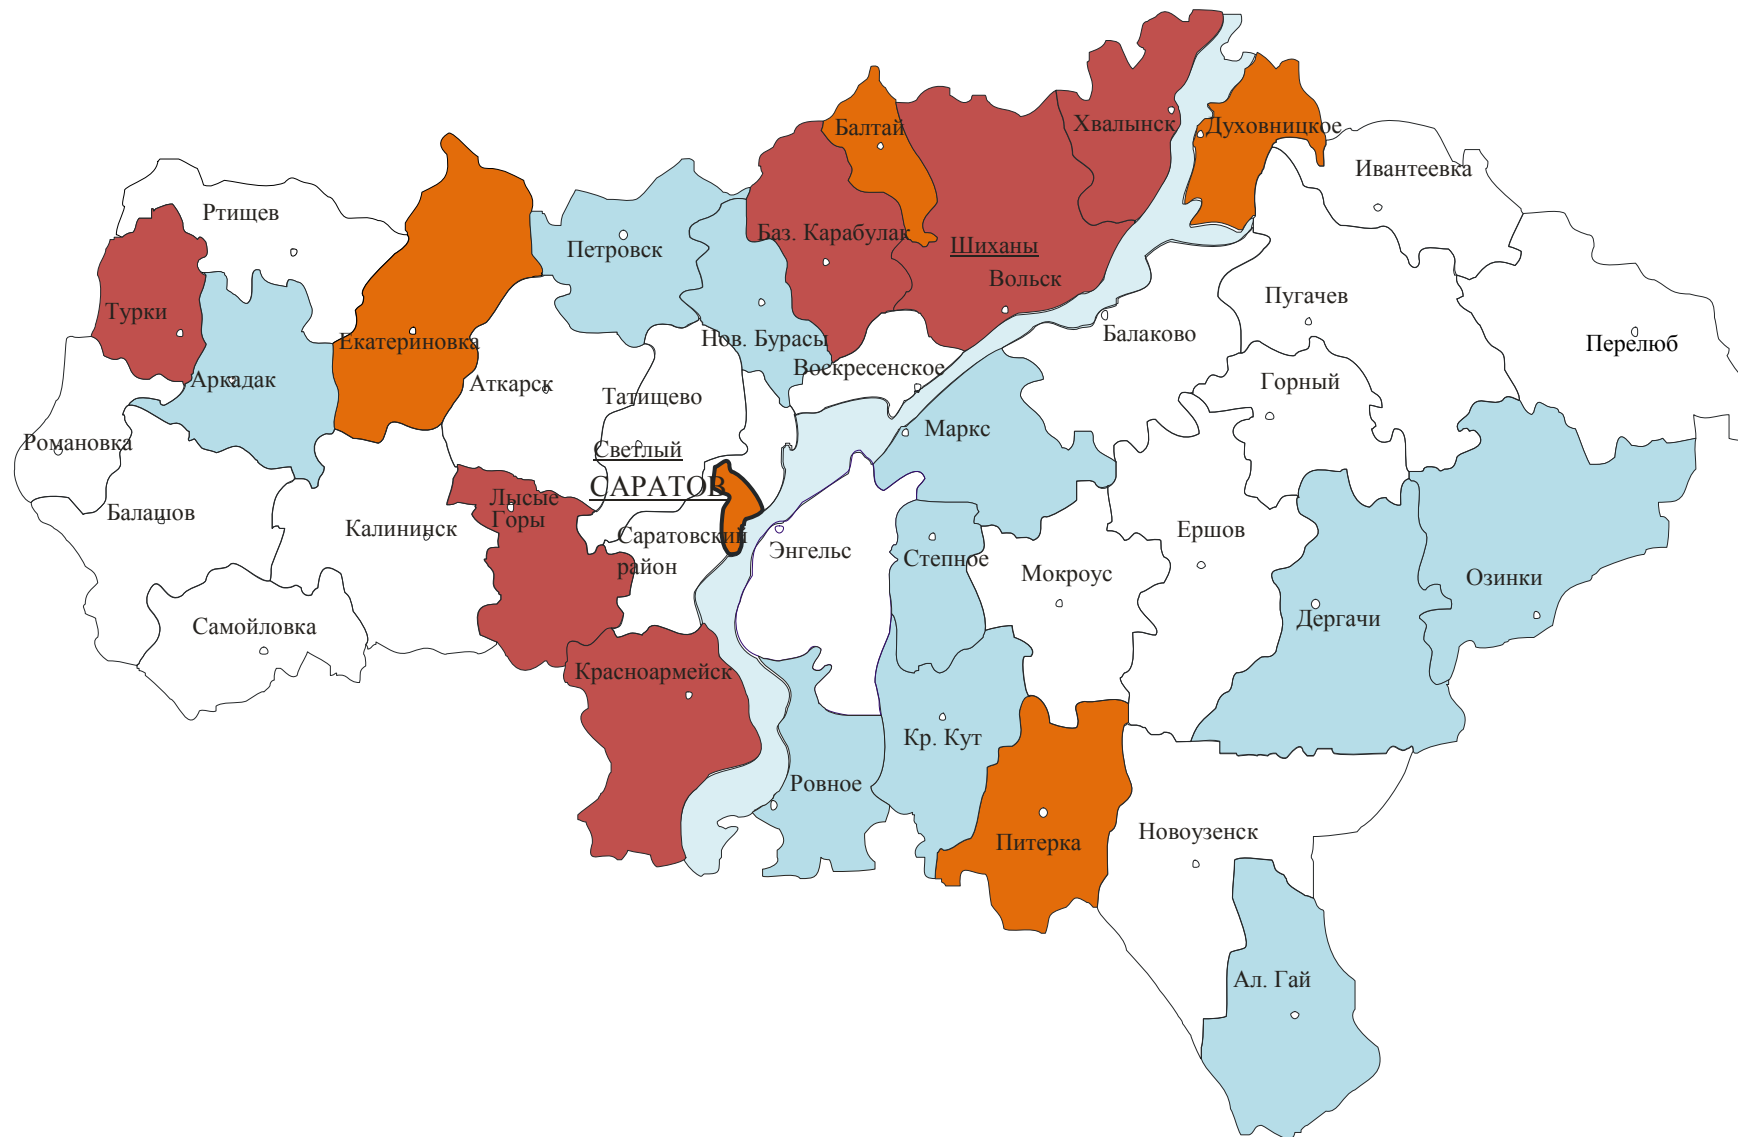 Хвалынск
Духовницкое
Балтай
Ивантеевка
Ртищев
Баз. Карабулак
Шиханы
Петровск
Вольск
Пугачев
Турки
Балаково
Нов. Бурасы
Екатериновка
Перелюб
Воскресенское
Аркадак
Аткарск
Горный
Татищево
Маркс
Романовка
Светлый
САРАТОВ
Лысые
Горы
Балашов
Калининск
Саратовский
район
Энгельс
Степное
Ершов
Мокроус
Озинки
Дергачи
Самойловка
Красноармейск
Кр. Кут
Ровное
Питерка
Новоузенск
Ал. Гай